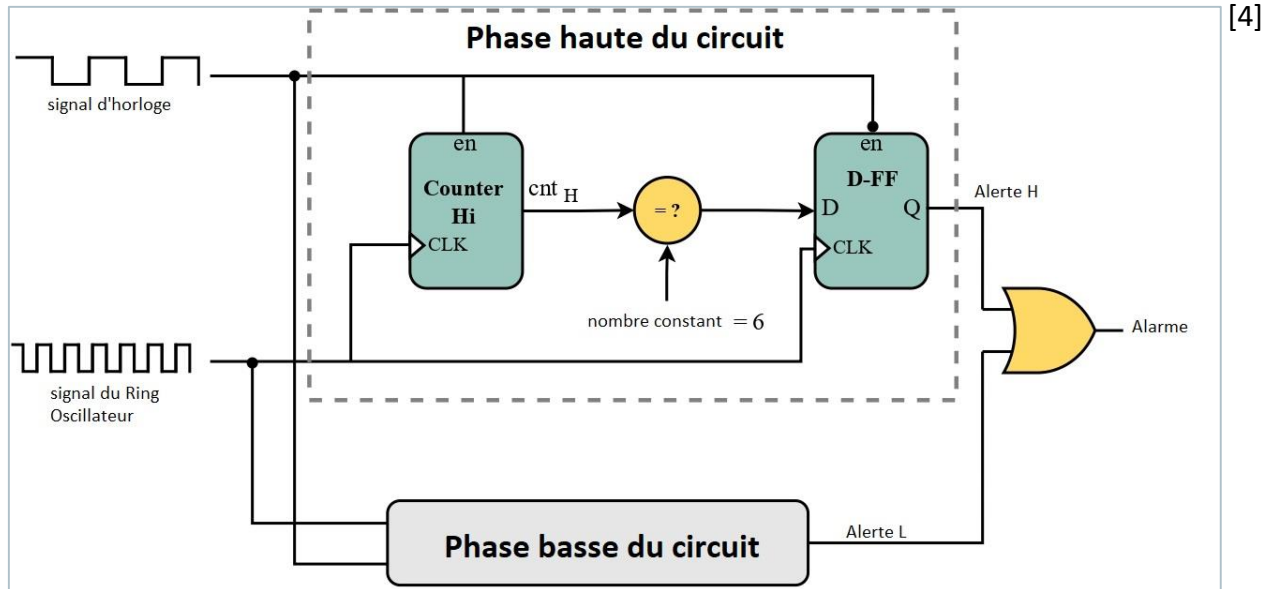 [4]
Phase haute du circuit
signal d'horloge
en
Counter
Hi
CLK
cnt H
= ?
nombre constant = 6
en
D-FF
D Q
CLK
Alerte H
Alarme
signal du Ring
Oscillateur
Phase basse du circuit
Alerte L